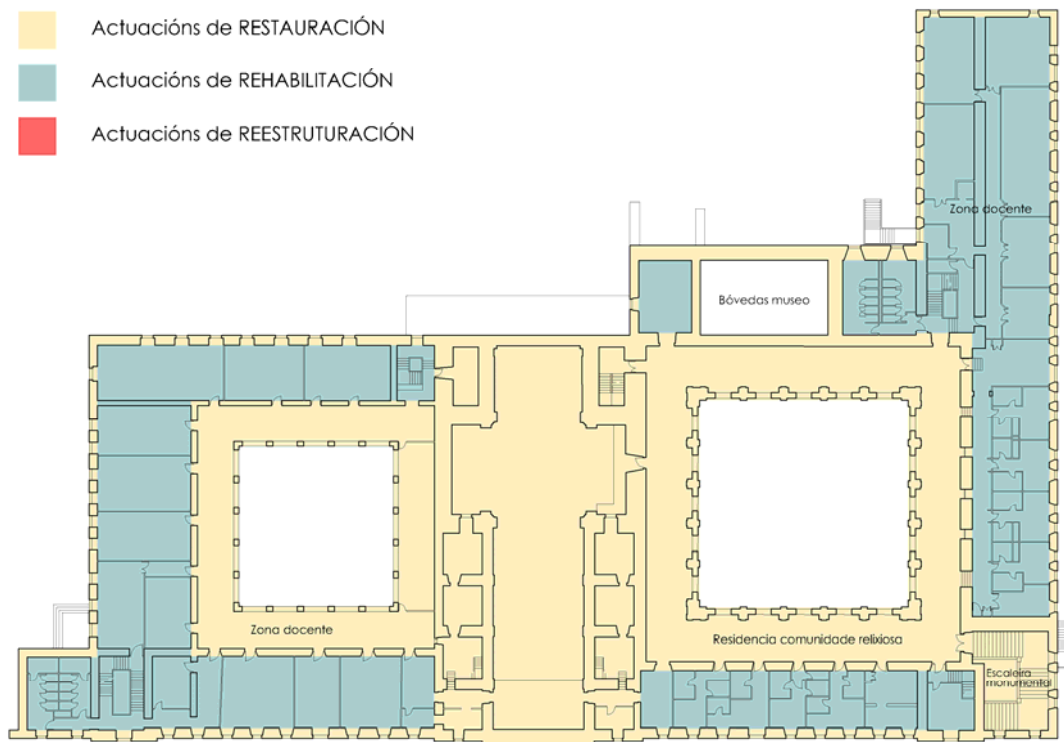 Actuacións de RESTAURACIÓN
Actuacións de REHABILITACIÓN
Actuacións de REESTRUTURACIÓN
Zona docente
Bóvedas museo
Zona docente
Residencia comunidade relixiosa
Escaleira
monumental